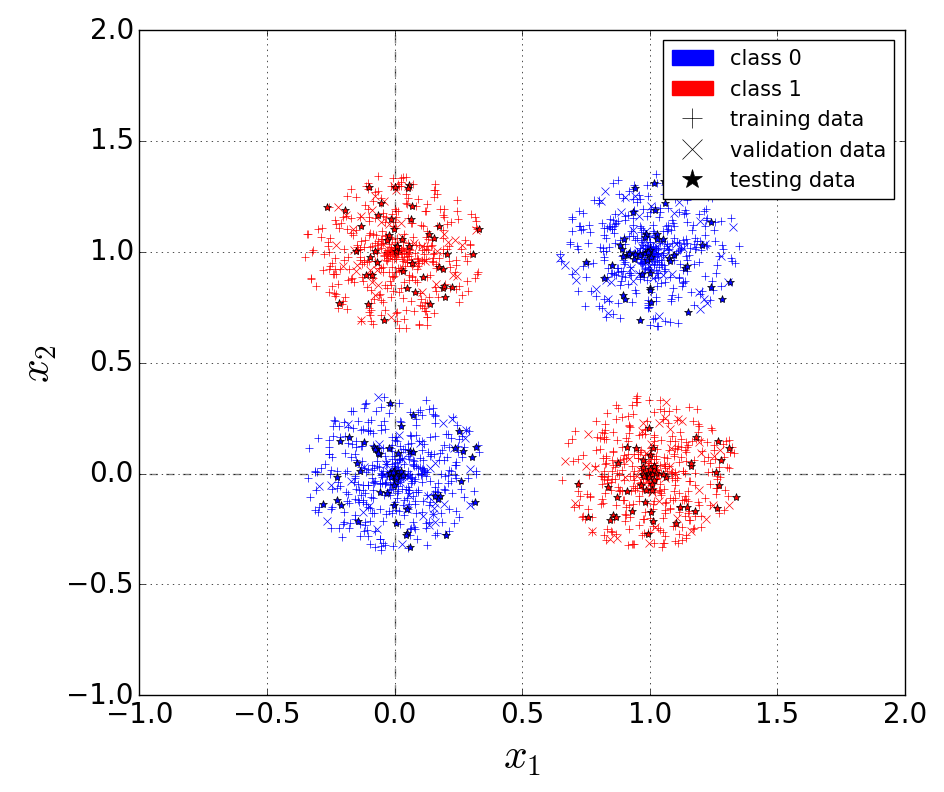 2.0
1.5
1.0
0.5
0.0
−0.5
−1.0
−1.0 −0.5 0.0 0.5 1.0 1.5 2.0
x₁
x₂
class 0
class 1
training data
validation data
testing data